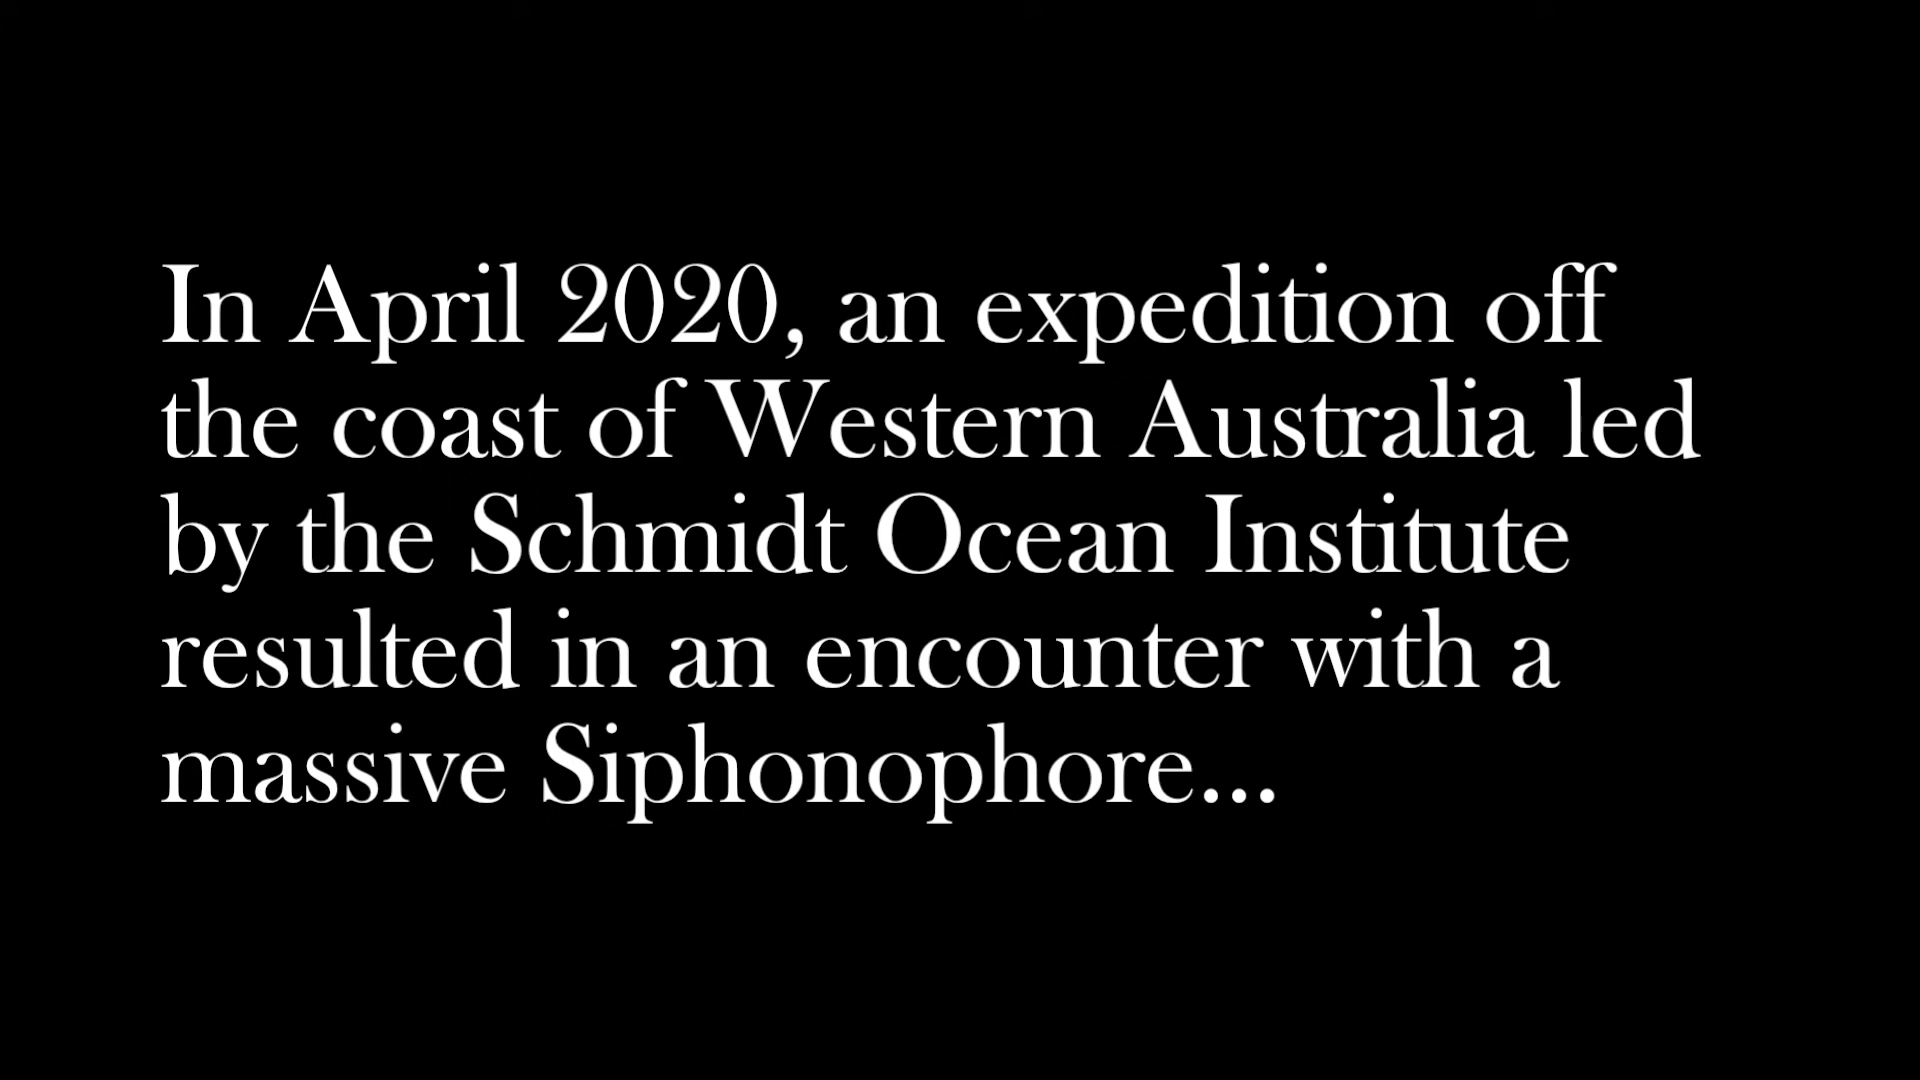 In April 2020, an expedition off
the coast of Western Australia led
by the Schmidt Ocean Institute
resulted in an encounter with a
massive Siphonophore...